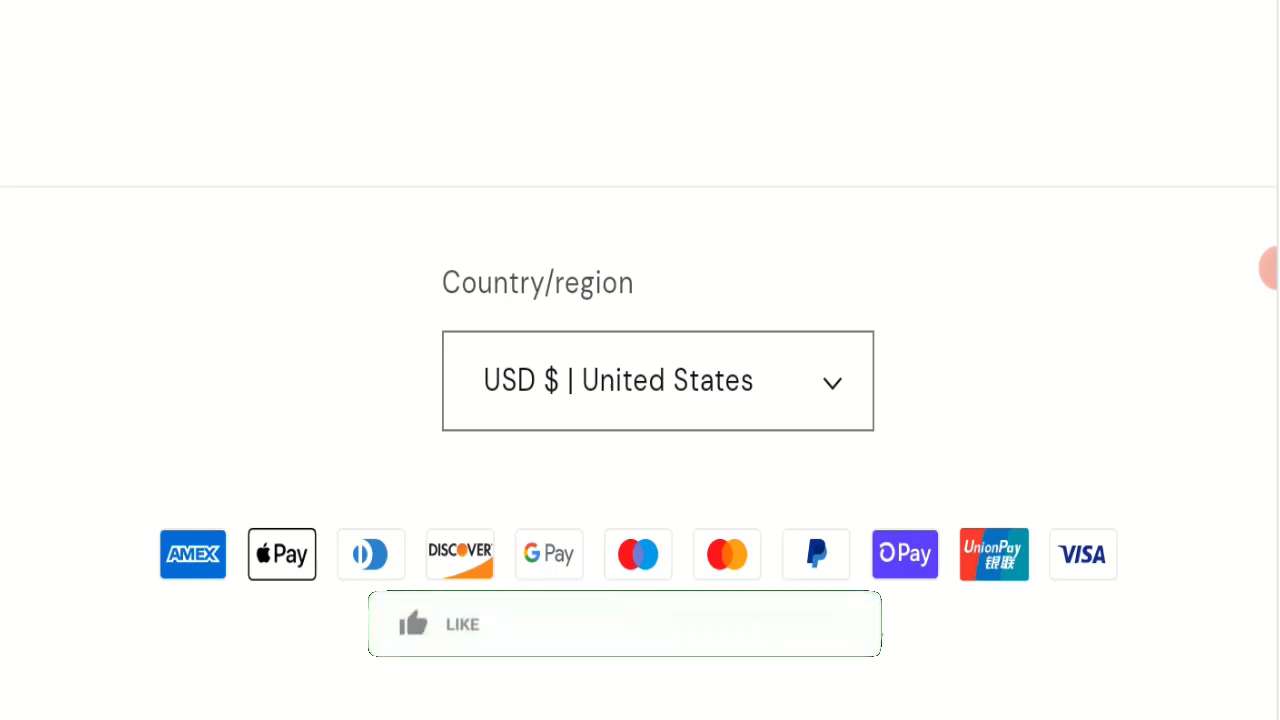 Country/region
USD $ | United States
AMEX Pay DISCOVER G Pay Pay UnionPay 银联 VISA
LIKE